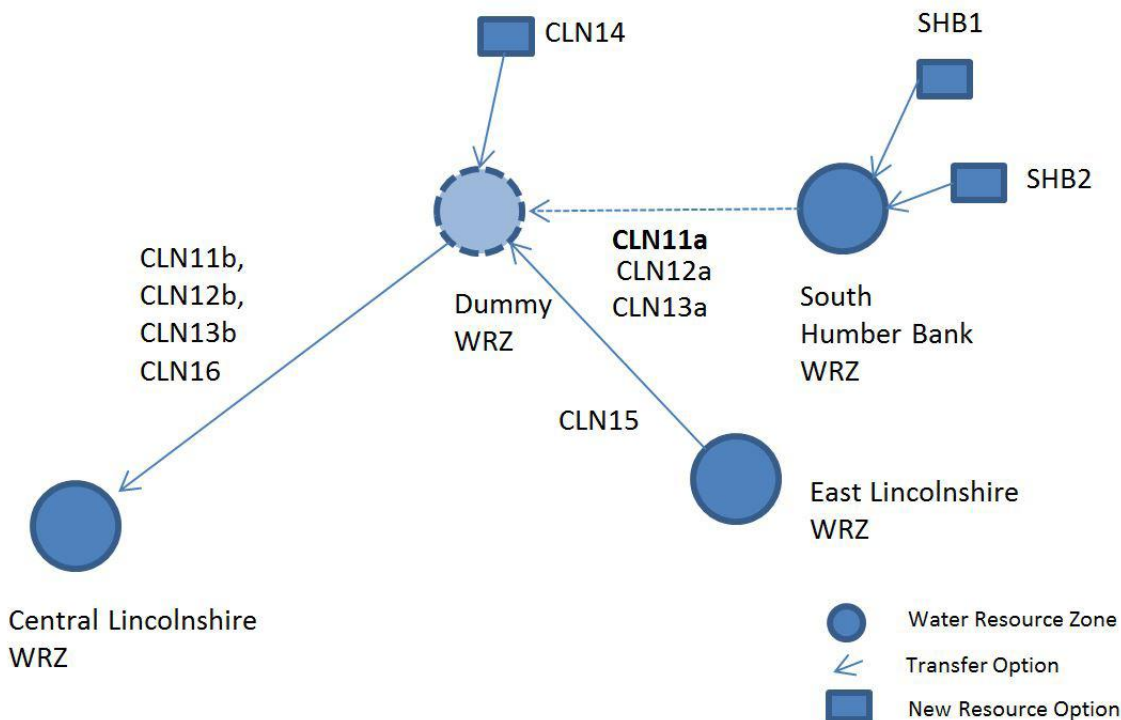 CLN14
SHB1
SHB2
CLN11b,
CLN12b,
CLN13b
CLN16
CLN11a
CLN12a
CLN13a
Dummy
WRZ
South
Humber Bank
WRZ
CLN15
East Lincolnshire
WRZ
Central Lincolnshire
WRZ
Water Resource Zone
Transfer Option
New Resource Option